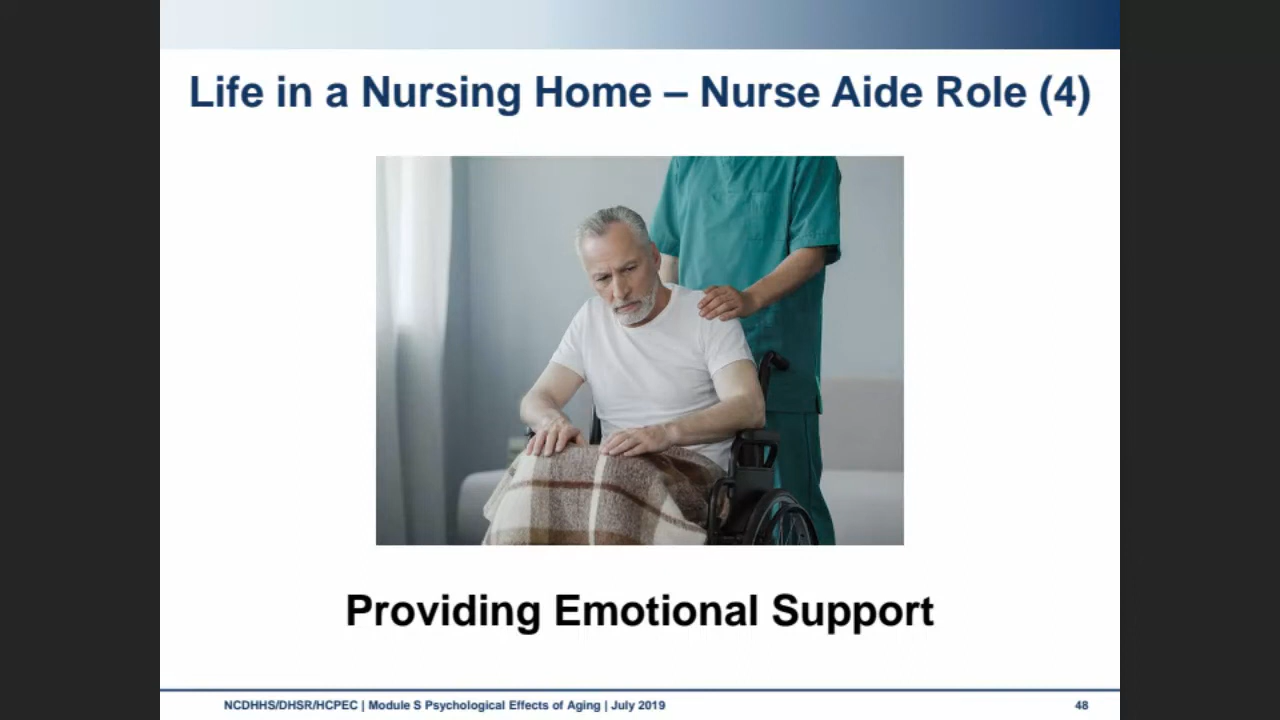 Life in a Nursing Home – Nurse Aide Role (4)
Providing Emotional Support
NCDHHS/DHSR/HCPEC | Module S Psychological Effects of Aging | July 2019
48